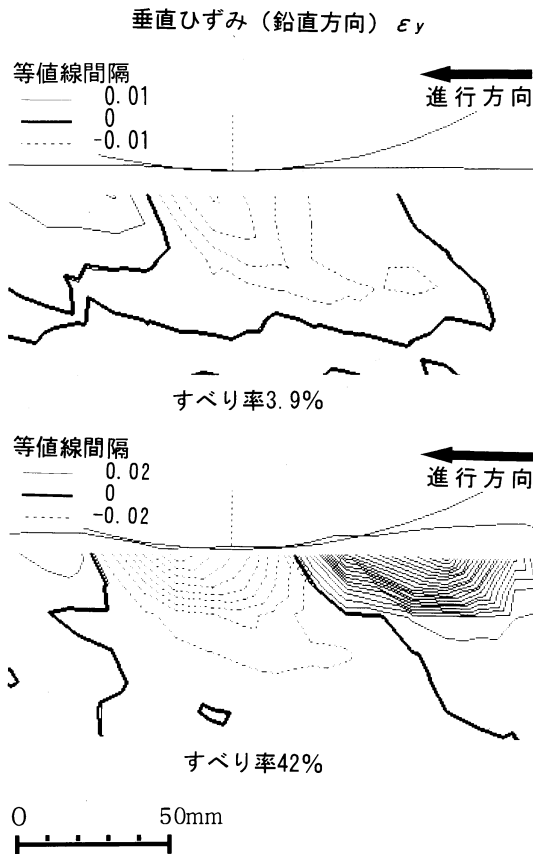 垂直ひずみ（鉛直方向）εy
等値線間隔
0.01
0
-0.01
進行方向
すべり率3.9%
等値線間隔
0.02
0
-0.02
進行方向
すべり率42%
0 50mm